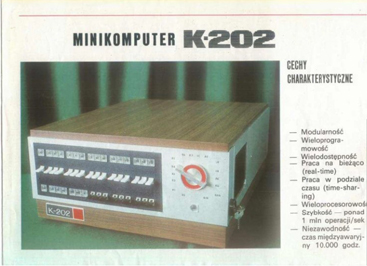 MINIKOMPUTER K-202
CECHY
CHARAKTERYSTYCZNE
— Modularność
— Wieloprogra-
mowość
— Wielodostępność
— Praca na bieżąco
(real-time)
— Praca w podziale
czasu (time-shar-
ing)
— Wieloprocesorowość
— Szybkość — ponad
1 mln operacji/sek
— Niezawodność —
czas międzyawaryj-
ny 10.000 godz.
K-202